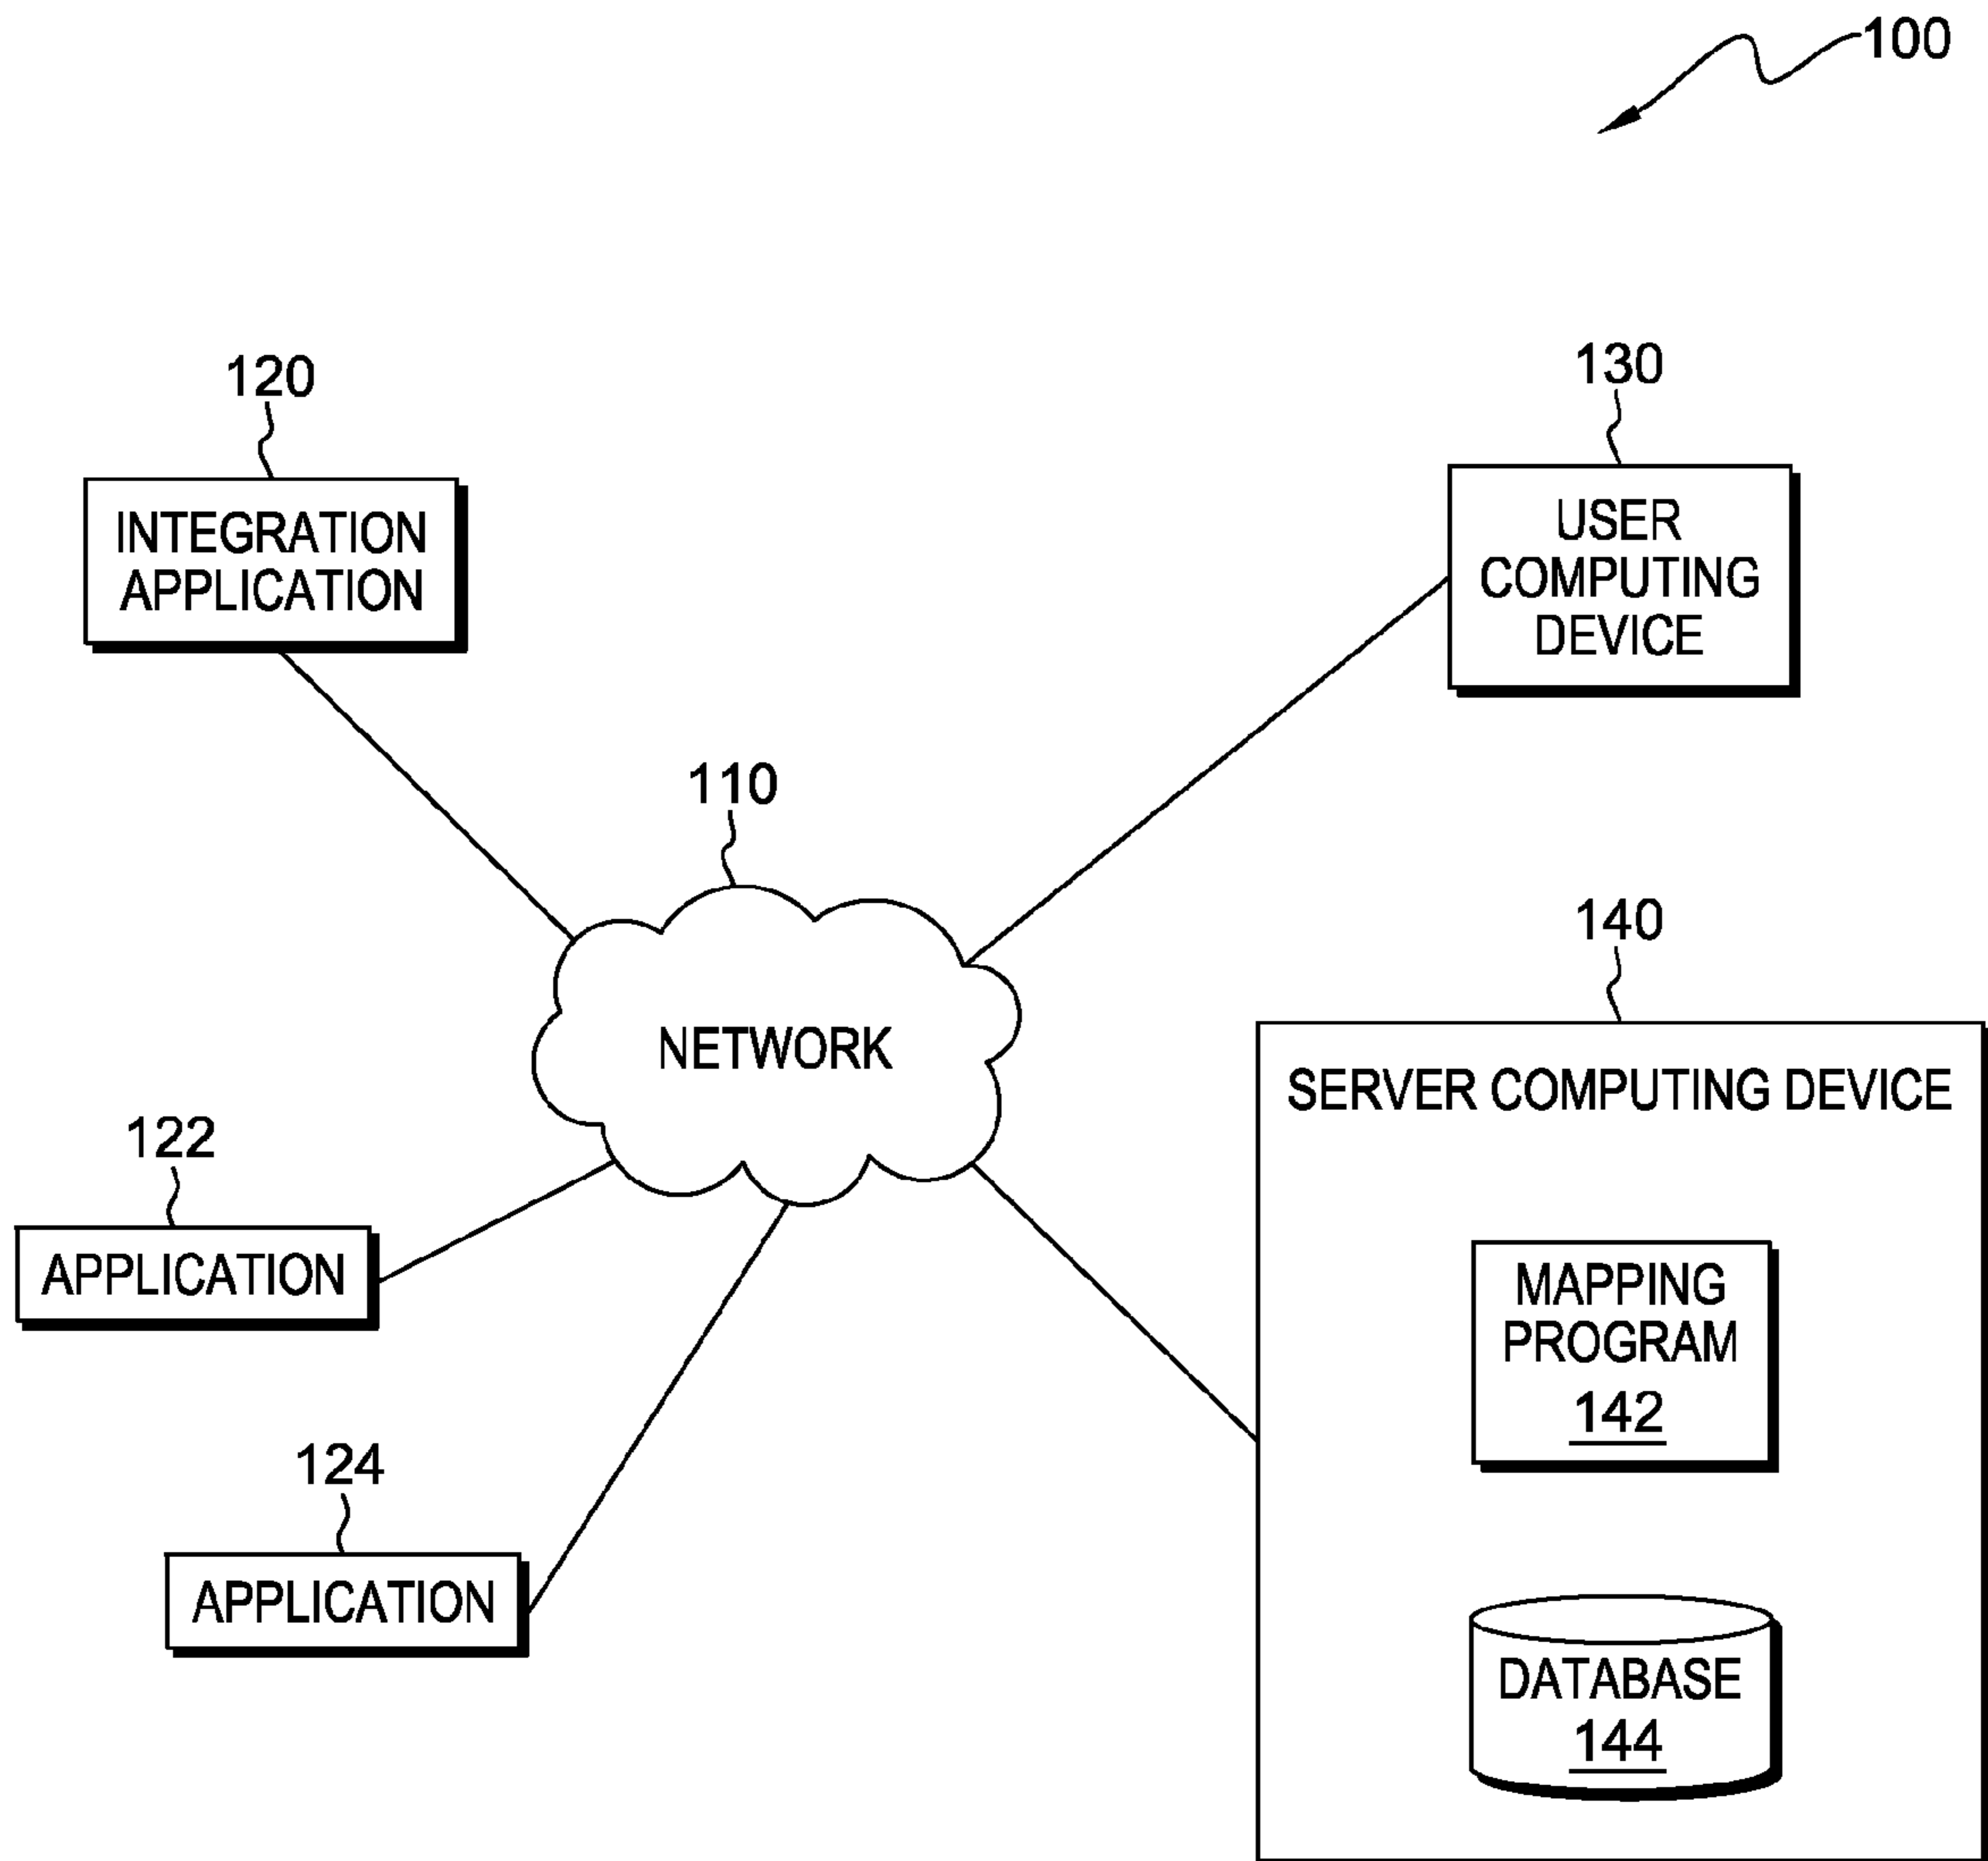 100
120
INTEGRATION
APPLICATION
130
USER
COMPUTING
DEVICE
110
NETWORK
140
SERVER COMPUTING DEVICE
122
APPLICATION
MAPPING
PROGRAM
142
124
APPLICATION
DATABASE
144